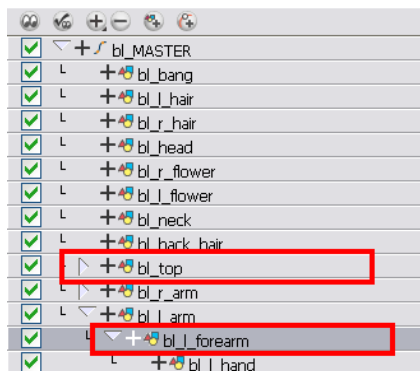 bl_MASTER
bl_bang
bl_l_hair
bl_r_hair
bl_head
bl_r_flower
bl_l_flower
bl_neck
bl_back_hair
bl_top
bl_r_arm
bl_l_arm
bl_l_forearm
bl_l_hand